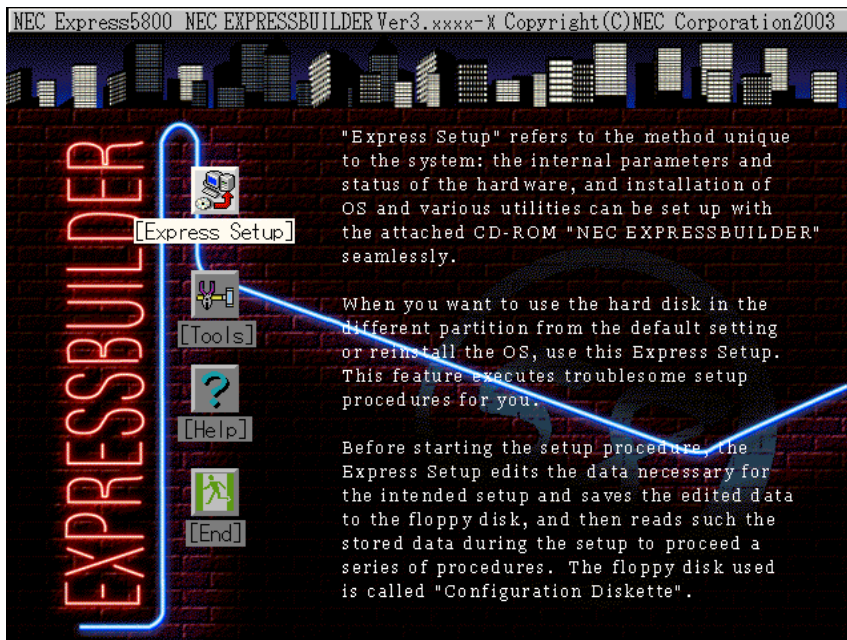 NEC Express5800 NEC EXPRESSBUILDER Ver3.xxxx-X Copyright(C)NEC Corporation2003
EXPRESSBUILDER
[Express Setup]
[Tools]
[Help]
[End]
"Express Setup" refers to the method unique
to the system: the internal parameters and
status of the hardware, and installation of
OS and various utilities can be set up with
the attached CD-ROM "NEC EXPRESSBUILDER"
seamlessly.
When you want to use the hard disk in the
different partition from the default setting
or reinstall the OS, use this Express Setup.
This feature executes troublesome setup
procedures for you.
Before starting the setup procedure, the
Express Setup edits the data necessary for
the intended setup and saves the edited data
to the floppy disk, and then reads such the
stored data during the setup to proceed a
series of procedures. The floppy disk used
is called "Configuration Diskette".